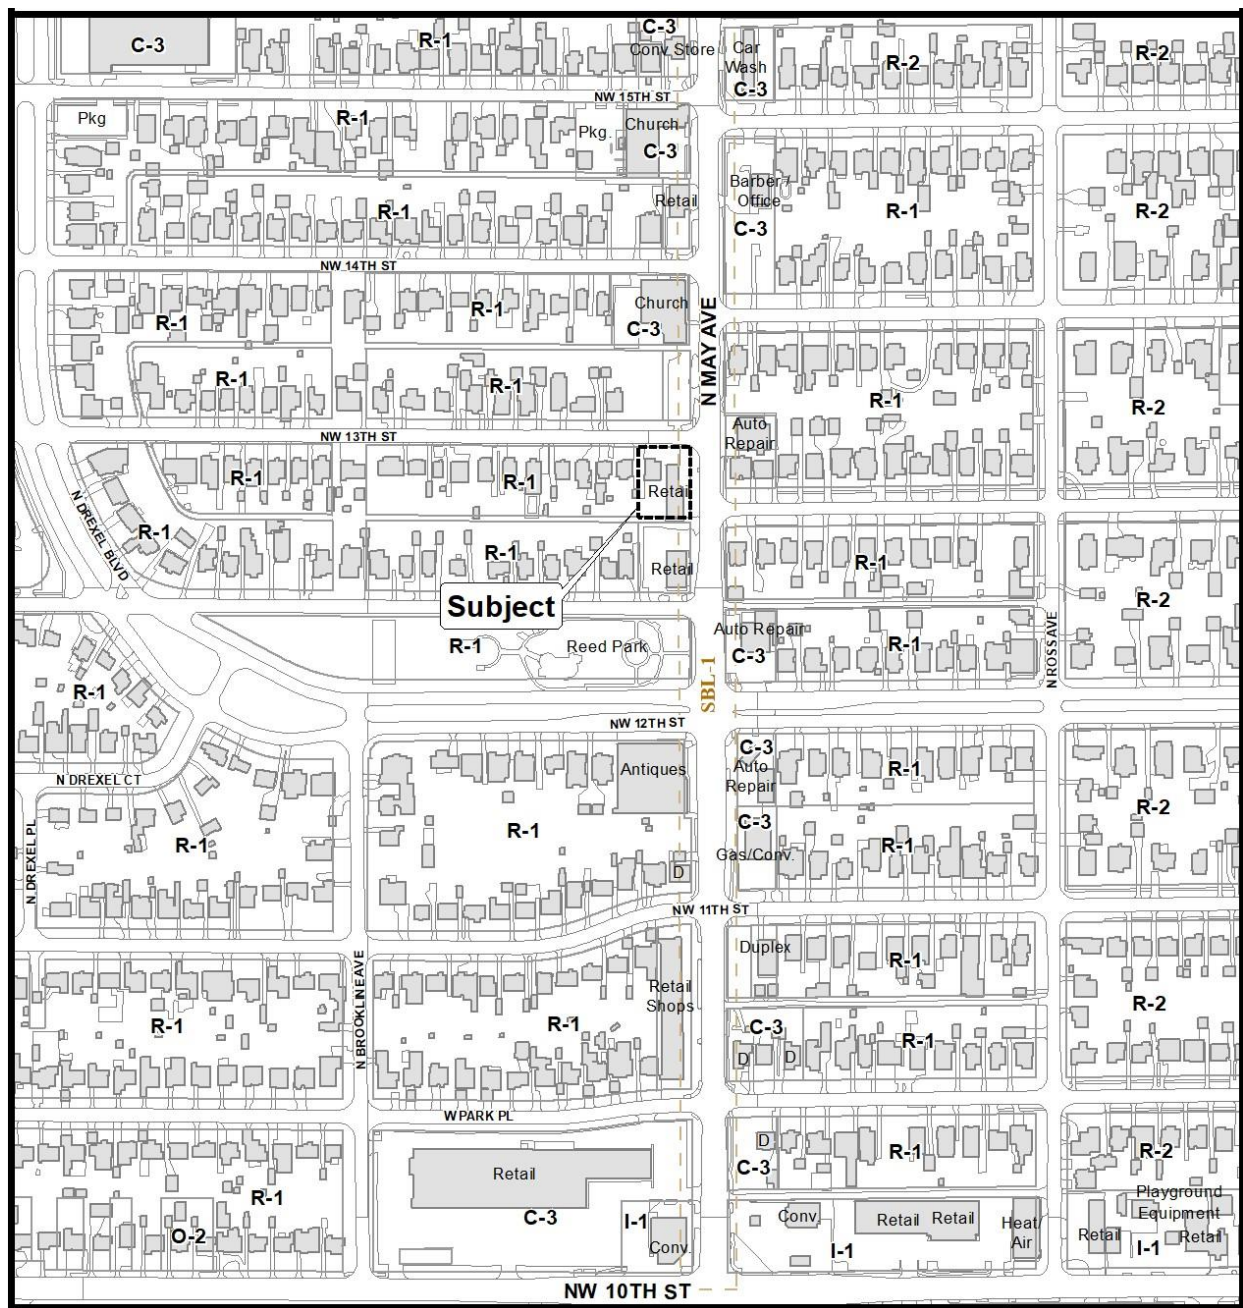 C-3
R-1
C-3
Conv Store
Car
Wash
C-3
R-2
R-2
NW 15TH ST
Pkg
R-1
Pkg.
Church
C-3
Retail
R-1
Barber /
Office
C-3
R-1
R-2
NW 14TH ST
R-1
R-1
Church
C-3
N MAY AVE
R-1
R-1
R-1
R-2
NW 13TH ST
Auto
Repair
R-1
R-1
Retail
N DREXEL BLVD
R-1
R-1
Retail
R-1
R-2
Subject
R-1
Reed Park
Auto Repair
C-3
R-1
N ROSS AVE
R-1
SBL-1
NW 12TH ST
N DREXEL CT
Antiques
C-3
Auto
Repair
R-1
R-2
N DREXEL PL
R-1
R-1
C-3
Gas/Conv.
R-1
D
NW 11TH ST
Duplex
R-1
N BROOKLINE AVE
Retail
Shops
R-1
R-1
C-3
D
D
R-1
R-2
W PARK PL
D
C-3
R-1
R-2
Retail
R-1
O-2
C-3
I-1
Conv.
Conv
Retail
Retail
Heat/
Air
I-1
Playground
Equipment
Retail
I-1
Retail
NW 10TH ST